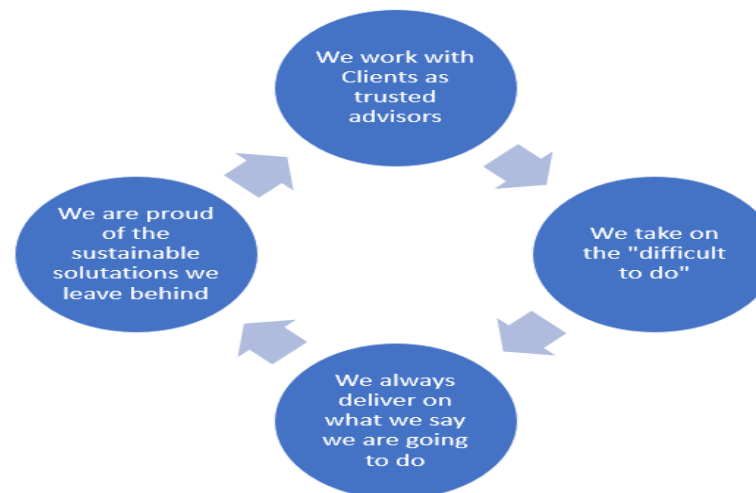 We work with
Clients as
trusted
advisors
We take on
the "difficult
to do"
We always
deliver on
what we say
we are going
to do
We are proud
of the
sustainable
solutations we
leave behind